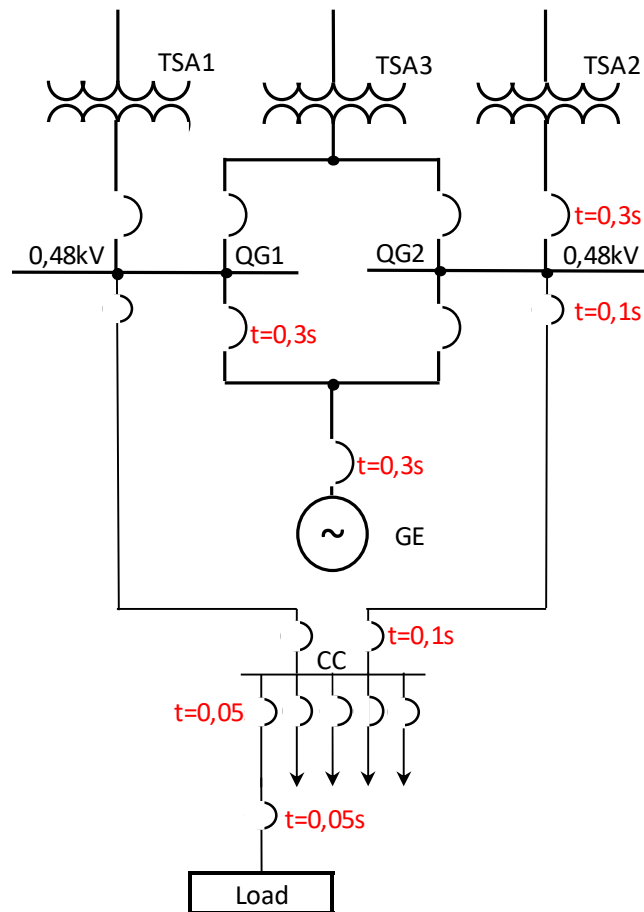 TSA1
TSA3
TSA2
t=0,3s
0,48kV
QG1
QG2
0,48kV
t=0,3s
t=0,1s
t=0,3s
~
GE
t=0,1s
CC
t=0,05
t=0,05s
Load